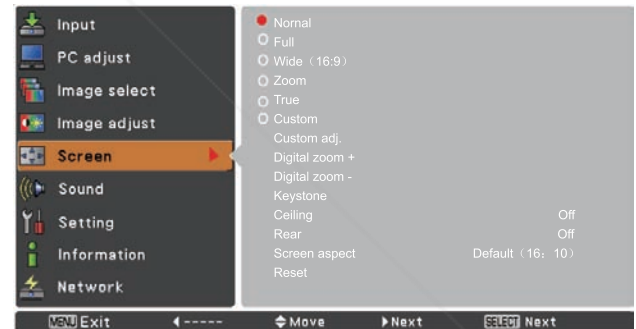 Input
PC adjust
Image select
Image adjust
Screen
Sound
Setting
Information
Network
Nornal
Full
Wide（16:9）
Zoom
True
Custom
Custom adj.
Digital zoom +
Digital zoom -
Keystone
Ceiling Off
Rear Off
Screen aspect Default（16：10）
Reset
MENU Exit ◀ ----- Move ▶ Next SELECT Next